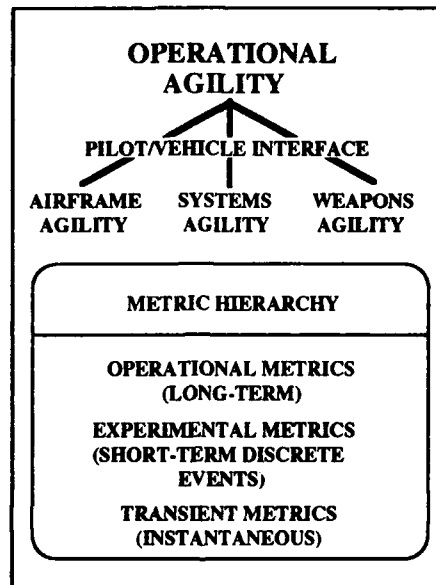 OPERATIONAL
AGILITY
PILOT/VEHICLE INTERFACE
AIRFRAME SYSTEMS WEAPONS
AGILITY AGILITY AGILITY
METRIC HIERARCHY
OPERATIONAL METRICS
(LONG-TERM)
EXPERIMENTAL METRICS
(SHORT-TERM DISCRETE
EVENTS)
TRANSIENT METRICS
(INSTANTANEOUS)